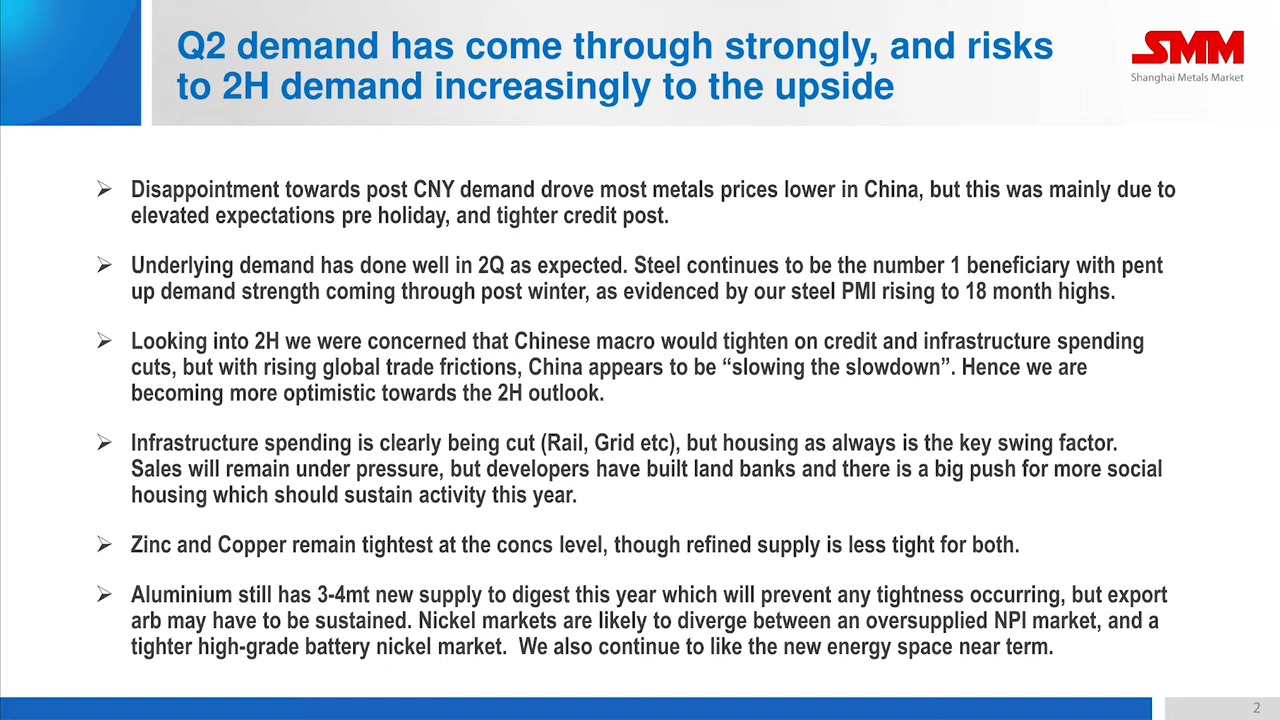 Q2 demand has come through strongly, and risks
to 2H demand increasingly to the upside
SMM
Shanghai Metals Market
➢ Disappointment towards post CNY demand drove most metals prices lower in China, but this was mainly due to
elevated expectations pre holiday, and tighter credit post.
➢ Underlying demand has done well in 2Q as expected. Steel continues to be the number 1 beneficiary with pent
up demand strength coming through post winter, as evidenced by our steel PMI rising to 18 month highs.
➢ Looking into 2H we were concerned that Chinese macro would tighten on credit and infrastructure spending
cuts, but with rising global trade frictions, China appears to be “slowing the slowdown”. Hence we are
becoming more optimistic towards the 2H outlook.
➢ Infrastructure spending is clearly being cut (Rail, Grid etc), but housing as always is the key swing factor.
Sales will remain under pressure, but developers have built land banks and there is a big push for more social
housing which should sustain activity this year.
➢ Zinc and Copper remain tightest at the concs level, though refined supply is less tight for both.
➢ Aluminium still has 3-4mt new supply to digest this year which will prevent any tightness occurring, but export
arb may have to be sustained. Nickel markets are likely to diverge between an oversupplied NPI market, and a
tighter high-grade battery nickel market.  We also continue to like the new energy space near term.
2